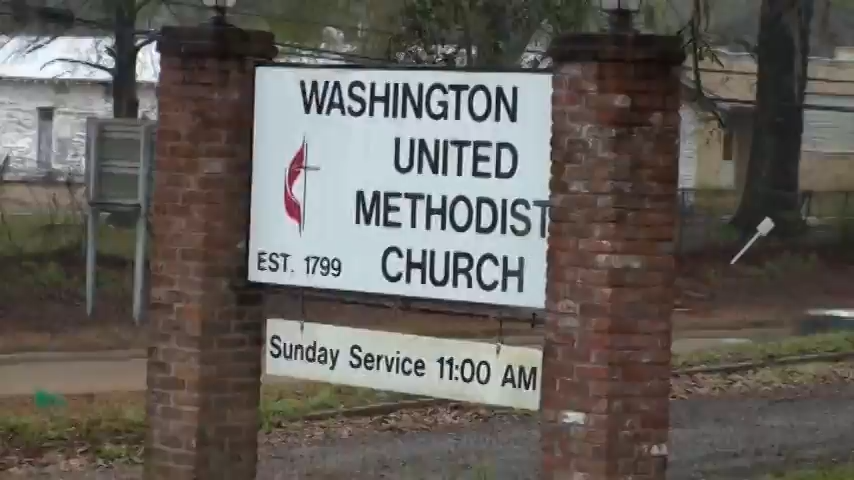 WASHINGTON
UNITED
METHODIST
CHURCH
EST. 1799
Sunday Service 11:00 AM